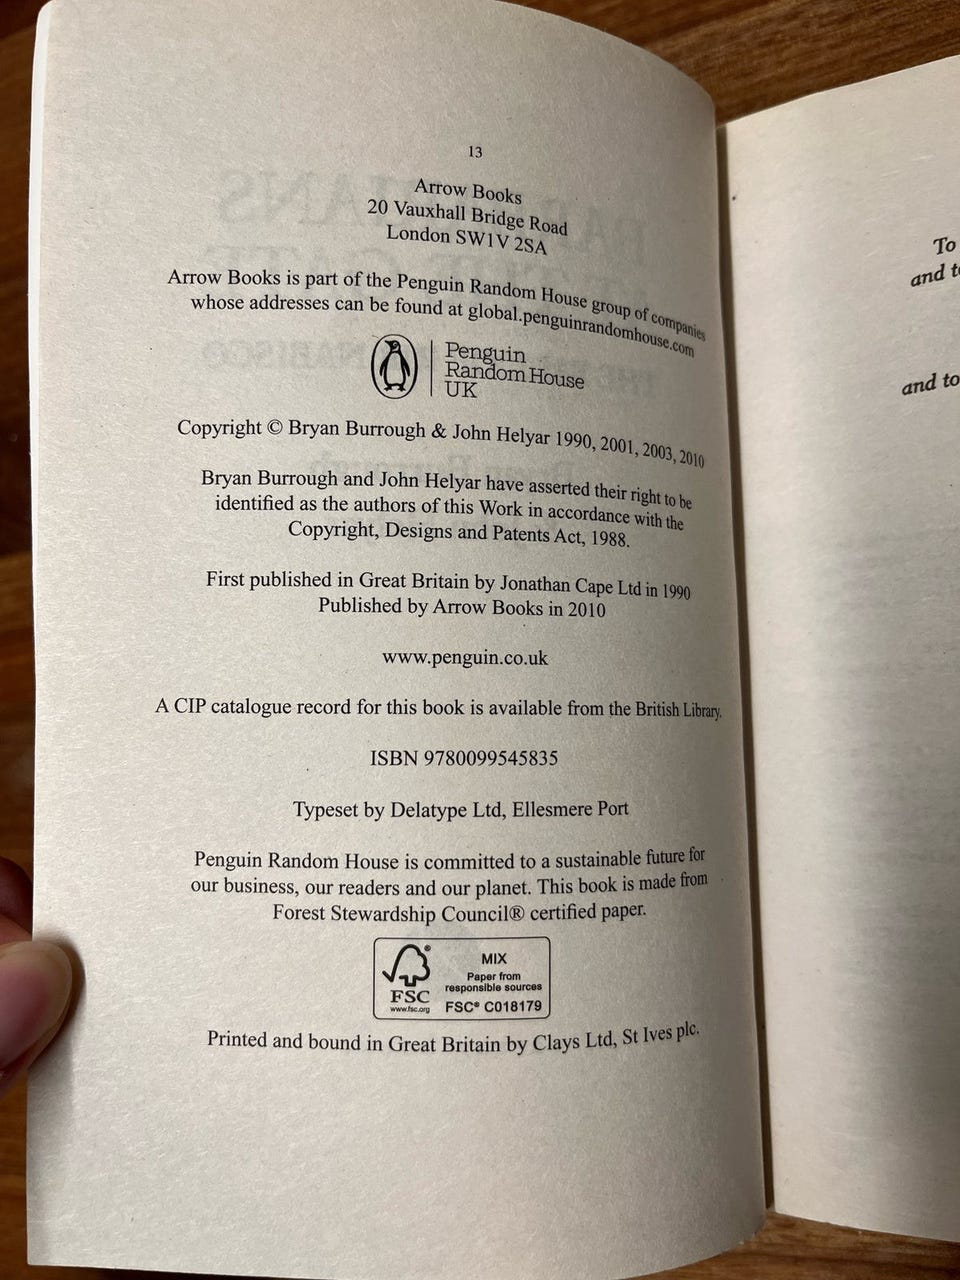 13
Arrow Books
20 Vauxhall Bridge Road
London SW1V 2SA
Arrow Books is part of the Penguin Random House group of companies
whose addresses can be found at global.penguinrandomhouse.com
Penguin
Random House
UK
Copyright © Bryan Burrough & John Helyar 1990, 2001, 2003, 2010
Bryan Burrough and John Helyar have asserted their right to be
identified as the authors of this Work in accordance with the
Copyright, Designs and Patents Act, 1988.
First published in Great Britain by Jonathan Cape Ltd in 1990
Published by Arrow Books in 2010
www.penguin.co.uk
A CIP catalogue record for this book is available from the British Library.
ISBN 9780099545835
Typeset by Delatype Ltd, Ellesmere Port
Penguin Random House is committed to a sustainable future for
our business, our readers and our planet. This book is made from
Forest Stewardship Council® certified paper.
®
FSC
www.fsc.org
MIX
Paper from
responsible sources
FSC® C018179
Printed and bound in Great Britain by Clays Ltd, St Ives plc.
To
and to
and to